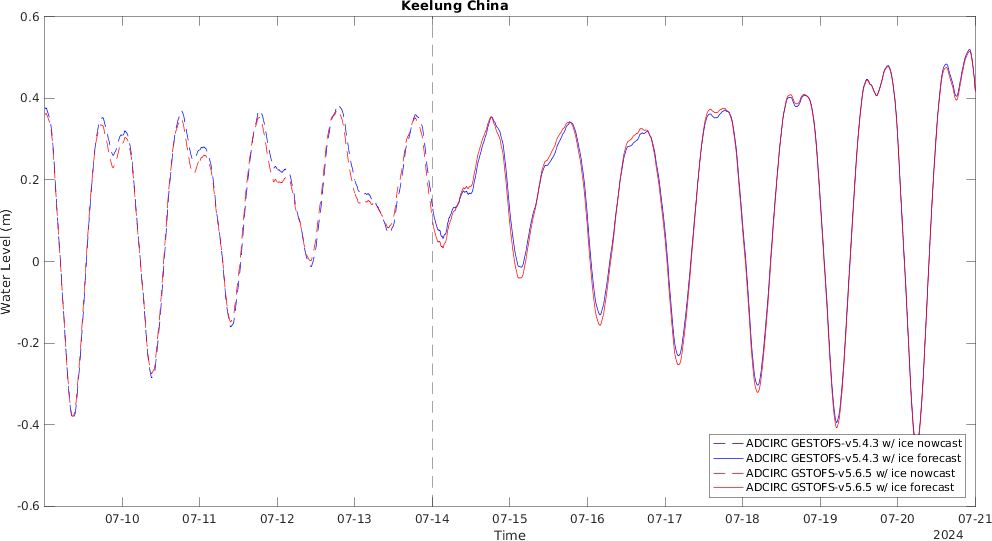 Keelung China
0.6
0.4
0.2
0
-0.2
-0.4
-0.6
Water Level (m)
07-10 07-11 07-12 07-13 07-14 07-15 07-16 07-17 07-18 07-19 07-20 07-21
Time
2024
ADCIRC GESTOFS-v5.4.3 w/ ice nowcast
ADCIRC GESTOFS-v5.4.3 w/ ice forecast
ADCIRC GSTOFS-v5.6.5 w/ ice nowcast
ADCIRC GSTOFS-v5.6.5 w/ ice forecast